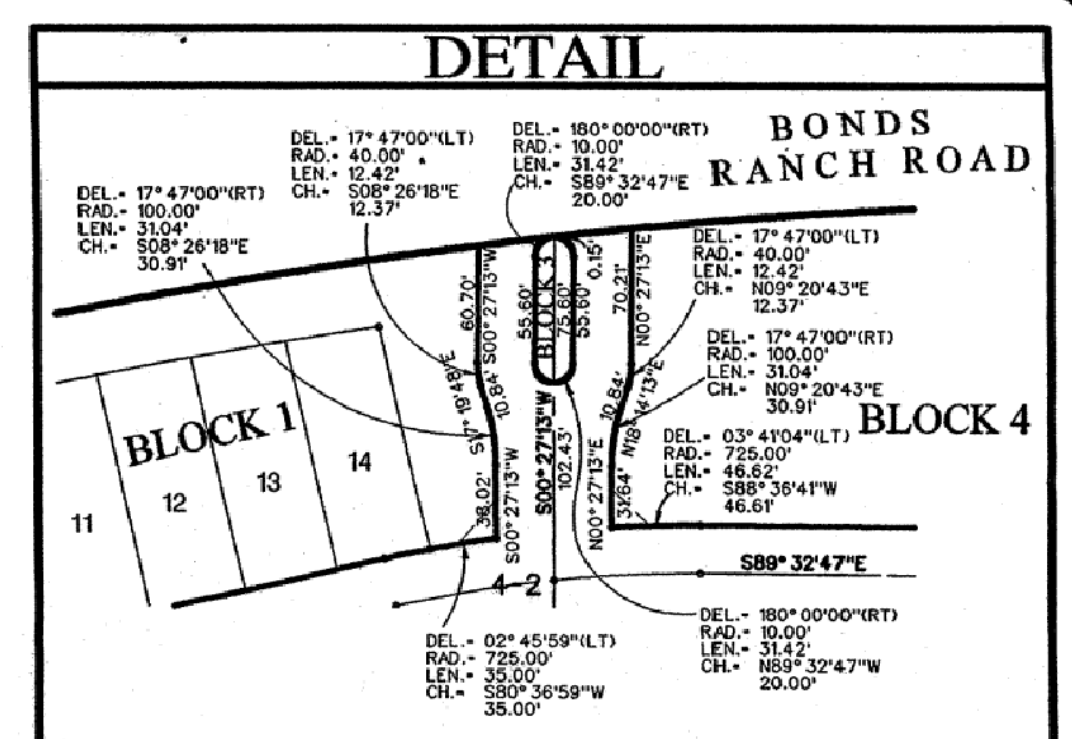 DETAIL
BONDS
RANCH ROAD
DEL.= 17°47'00"(LT)
RAD.= 40.00'
LEN.= 12.42'
CH.= S08°26'18"E
12.37'
DEL.= 180°00'00"(RT)
RAD.= 10.00'
LEN.= 31.42'
CH.= S89°32'47"E
20.00'
DEL.= 17°47'00"(RT)
RAD.= 100.00'
LEN.= 31.04'
CH.= S08°26'18"E
30.91'
DEL.= 17°47'00"(LT)
RAD.= 40.00'
LEN.= 12.42'
CH.= N09°20'43"E
12.37'
60.70'
S00°27'13"W
55.60'
BLOCK 3
75.60'
55.60'
0.15'
70.21'
N00°27'13"E
DEL.= 17°47'00"(RT)
RAD.= 100.00'
LEN.= 31.04'
CH.= N09°20'43"E
30.91'
S17°19'48"E
10.84'
10.84'
N18°14'13"E
BLOCK 1
BLOCK 4
11
12
13
14
38.02'
S00°27'13"W
S00°27'13"W
102.43'
N00°27'13"E
31.64'
DEL.= 03°41'04"(LT)
RAD.= 725.00'
LEN.= 46.62'
CH.= S88°36'41"W
46.61'
S89°32'47"E
4-2
DEL.= 02°45'59"(LT)
RAD.= 725.00'
LEN.= 35.00'
CH.= S80°36'59"W
35.00'
DEL.= 180°00'00"(RT)
RAD.= 10.00'
LEN.= 31.42'
CH.= N89°32'47"W
20.00'